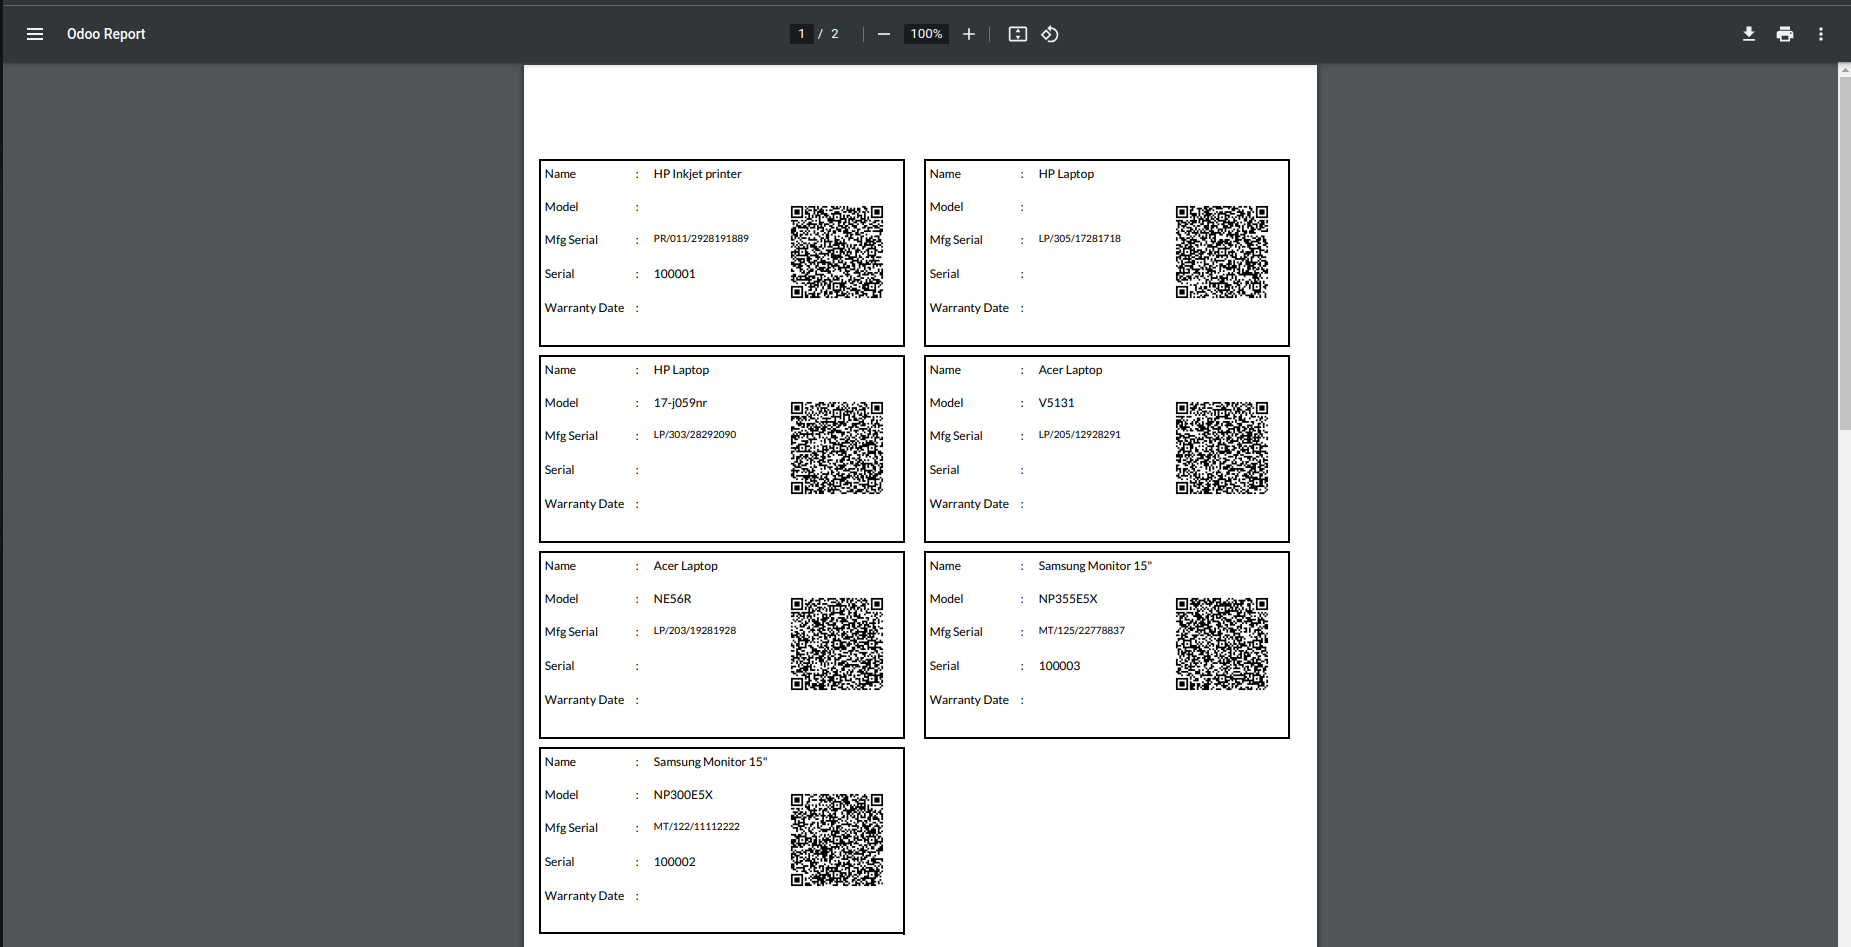 Odoo Report
1 / 2
100%
Name : HP Inkjet printer
Model :
Mfg Serial : PR/011/2928191889
Serial : 100001
Warranty Date :
Name : HP Laptop
Model :
Mfg Serial : LP/305/17281718
Serial :
Warranty Date :
Name : HP Laptop
Model : 17-j059nr
Mfg Serial : LP/303/28292090
Serial :
Warranty Date :
Name : Acer Laptop
Model : V5131
Mfg Serial : LP/205/12928291
Serial :
Warranty Date :
Name : Acer Laptop
Model : NE56R
Mfg Serial : LP/203/19281928
Serial :
Warranty Date :
Name : Samsung Monitor 15"
Model : NP355E5X
Mfg Serial : MT/125/22778837
Serial : 100003
Warranty Date :
Name : Samsung Monitor 15"
Model : NP300E5X
Mfg Serial : MT/122/11112222
Serial : 100002
Warranty Date :